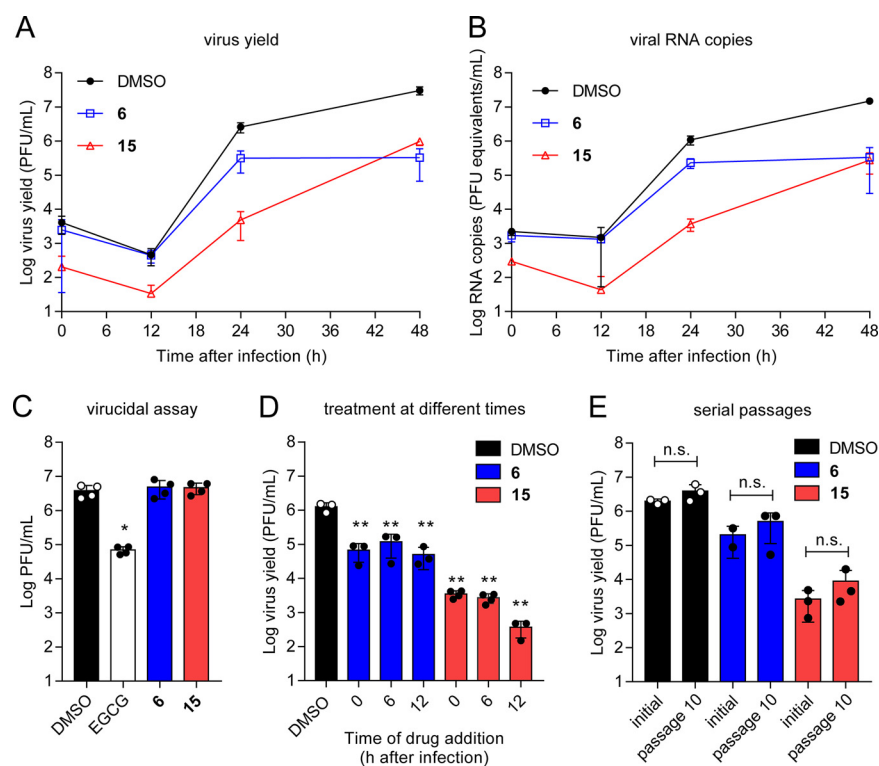 A
virus yield
Log virus yield (PFU/mL)
8
7
6
5
4
3
2
1
DMSO
6
15
0 6 12 18 24 30 36 42 48
Time after infection (h)
B
viral RNA copies
Log RNA copies (PFU equivalents/mL)
8
7
6
5
4
3
2
1
DMSO
6
15
0 6 12 18 24 30 36 42 48
Time after infection (h)
C
virucidal assay
Log PFU/mL
8
7
6
5
4
3
2
1
*
DMSO
EGCG
6
15
D
treatment at different times
Log virus yield (PFU/mL)
8
7
6
5
4
3
2
1
DMSO
6
15
** ** ** ** ** **
DMSO
0
6
12
0
6
12
Time of drug addition
(h after infection)
E
serial passages
Log virus yield (PFU/mL)
8
7
6
5
4
3
2
1
DMSO
6
15
n.s.
n.s.
n.s.
initial
passage 10
initial
passage 10
initial
passage 10